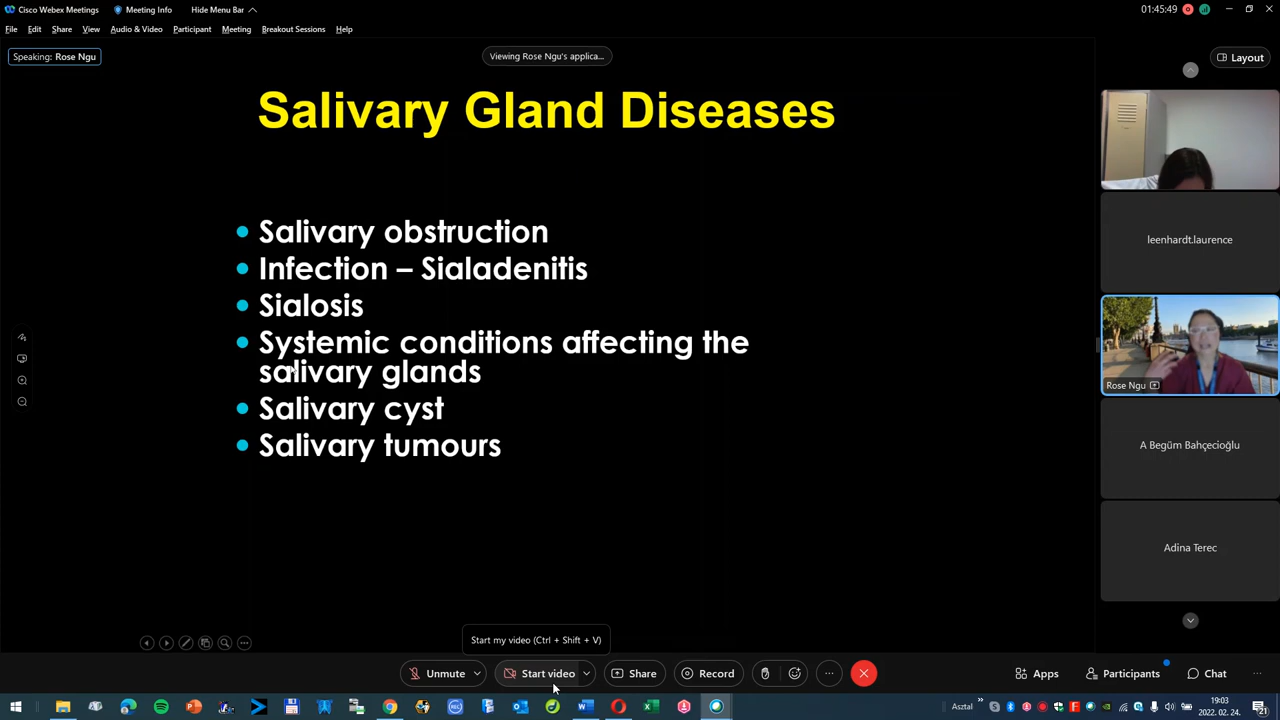 Cisco Webex Meetings
Meeting Info
Hide Menu Bar
01:45:49
File
Edit
Share
View
Audio & Video
Participant
Meeting
Breakout Sessions
Help
Speaking: Rose Ngu
Viewing Rose Ngu's applica...
Layout
Salivary Gland Diseases
Salivary obstruction
Infection – Sialadenitis
Sialosis
Systemic conditions affecting the
salivary glands
Salivary cyst
Salivary tumours
leenhardt.laurence
Rose Ngu
A Begüm Bahçecioğlu
Adina Terec
Start my video (Ctrl + Shift + V)
Unmute
Start video
Share
Record
Apps
Participants
Chat
Asztal
19:03
2022. 02. 24.